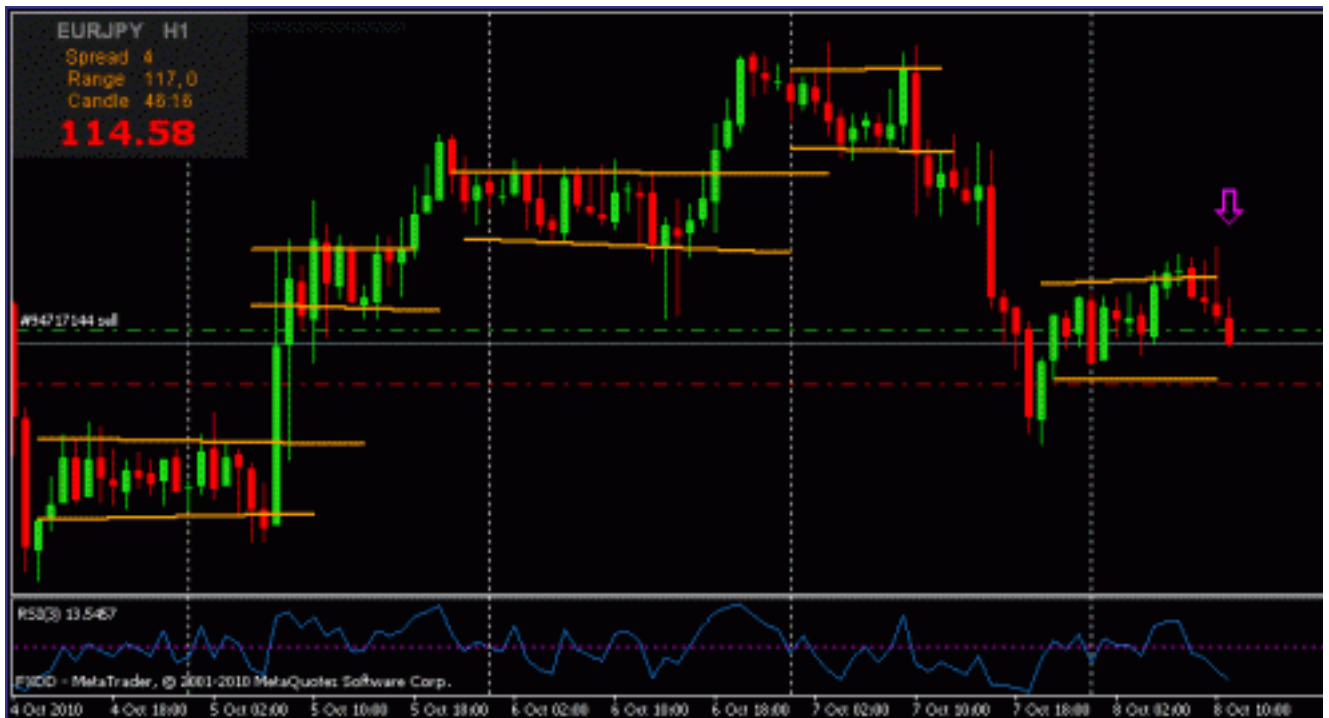 EURJPY H1
Spread 4
Range 117,0
Candle 46:16
114.58
#94717144 sell
RSI(3) 13.5457
FXDD - MetaTrader, © 2001-2010 MetaQuotes Software Corp.
4 Oct 2010 4 Oct 18:00 5 Oct 02:00 5 Oct 10:00 5 Oct 18:00 6 Oct 02:00 6 Oct 10:00 6 Oct 18:00 7 Oct 02:00 7 Oct 10:00 7 Oct 18:00 8 Oct 02:00 8 Oct 10:00